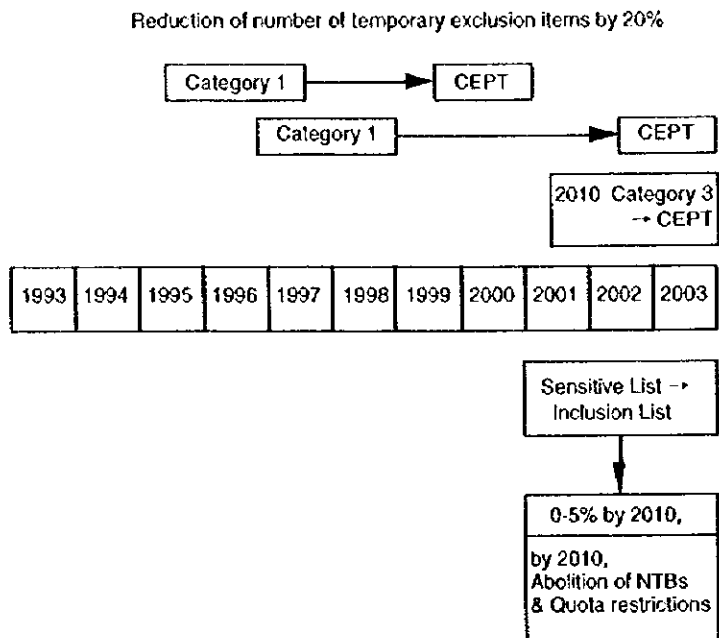 Reduction of number of temporary exclusion items by 20%
Category 1 CEPT
Category 1 CEPT
2010 Category 3
→ CEPT
1993 1994 1995 1996 1997 1998 1999 2000 2001 2002 2003
Sensitive List →
Inclusion List
0-5% by 2010,
by 2010,
Abolition of NTBs
& Quota restrictions